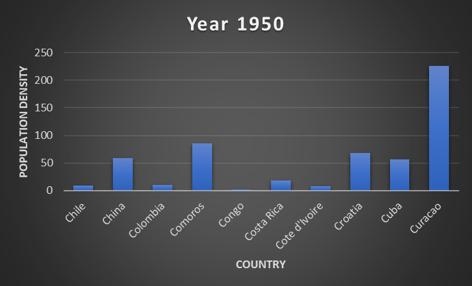 Year 1950
POPULATION DENSITY
250
200
150
100
50
0
Chile
China
Colombia
Comoros
Congo
Costa Rica
Cote d'Ivoire
Croatia
Cuba
Curacao
COUNTRY